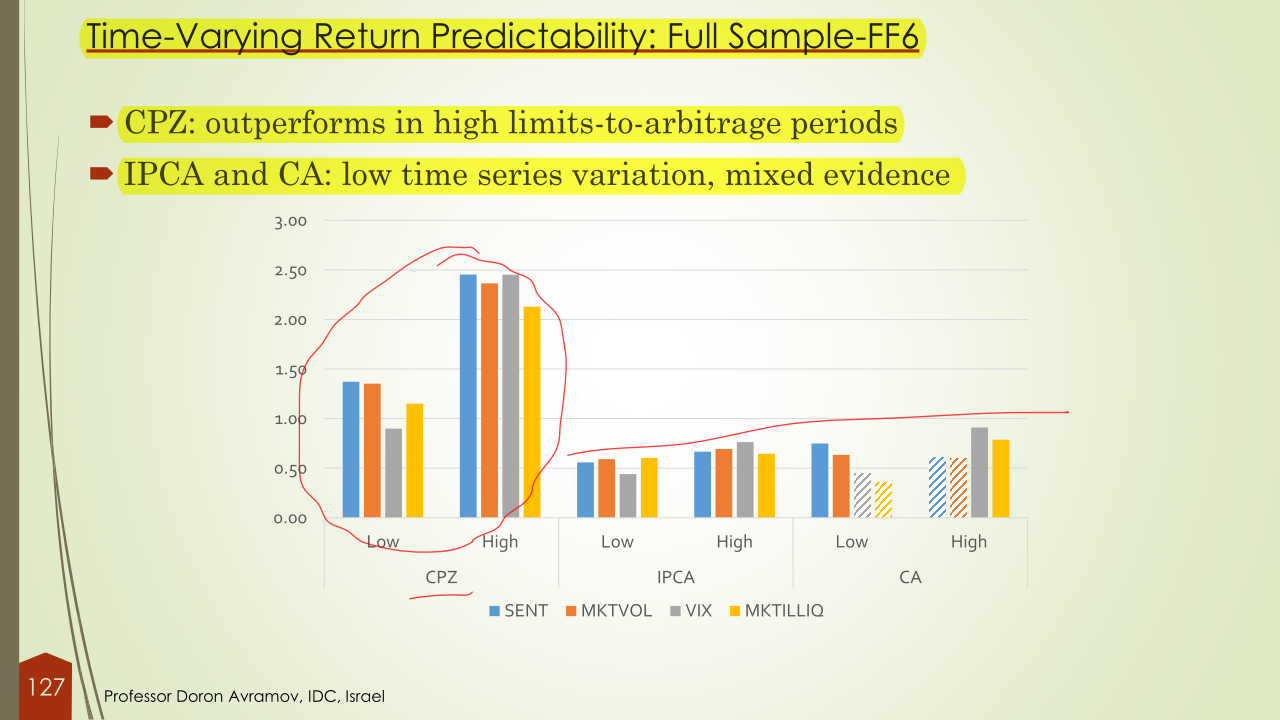 Time-Varying Return Predictability: Full Sample-FF6
CPZ: outperforms in high limits-to-arbitrage periods
IPCA and CA: low time series variation, mixed evidence
3.00
2.50
2.00
1.50
1.00
0.50
0.00
Low High Low High Low High
CPZ IPCA CA
SENT MKTVOL VIX MKTILLIQ
127
Professor Doron Avramov, IDC, Israel